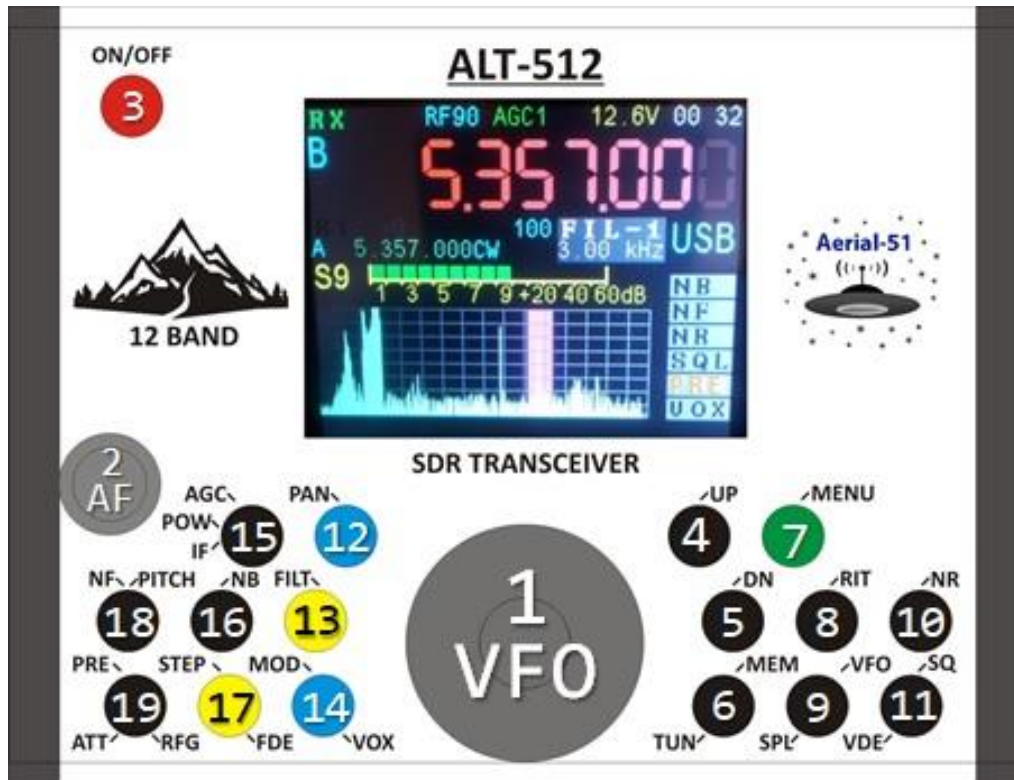 ON/OFF
3
ALT-512
RX RF90 AGC1 12.6V 00 32
B 5.357.000
100 FIL-1 USB
A 5.357.000CW 3.00 kHz
S9
1 3 5 7 9 +20 40 60dB
NB
NF
NR
SQL
PRE
VOX
12 BAND
Aerial-51
SDR TRANSCEIVER
2
AF
AGC
POW
IF
15
PAN
12
UP
4
MENU
7
NF PITCH
18
NB
16
FILT
13
1
VFO
DN
5
RIT
8
NR
10
PRE
19
ATT RFG
STEP
17
FDE
MOD
14
VOX
MEM
6
TUN
VFO
9
SPL
SQ
11
VDE